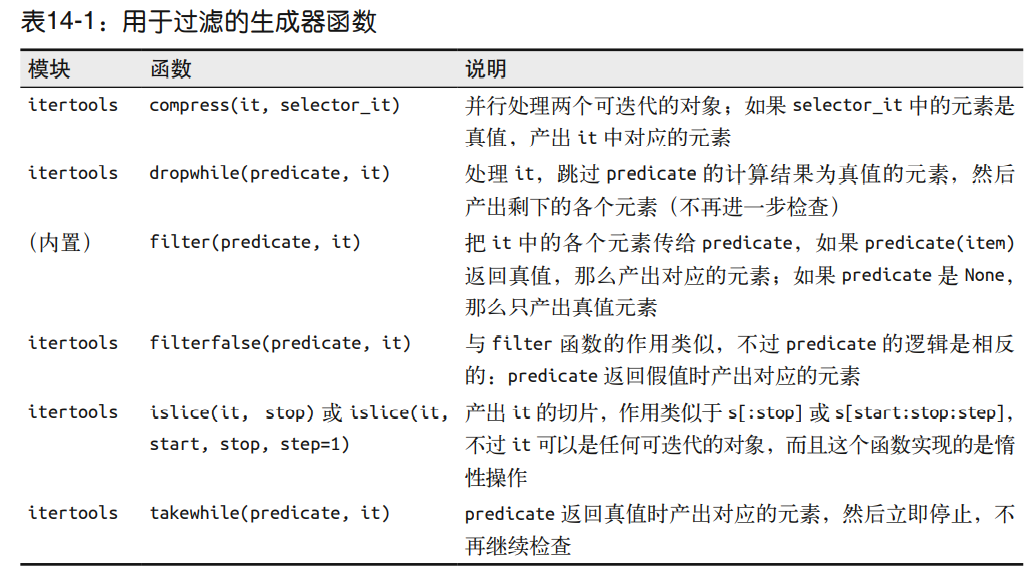 表14-1：用于过滤的生成器函数
模块 函数 说明
itertools compress(it, selector_it) 并行处理两个可迭代的对象；如果 selector_it 中的元素是
真值，产出 it 中对应的元素
itertools dropwhile(predicate, it) 处理 it，跳过 predicate 的计算结果为真值的元素，然后
产出剩下的各个元素（不再进一步检查）
（内置） filter(predicate, it) 把 it 中的各个元素传给 predicate，如果 predicate(item)
返回真值，那么产出对应的元素；如果 predicate 是 None，
那么只产出真值元素
itertools filterfalse(predicate, it) 与 filter 函数的作用类似，不过 predicate 的逻辑是相反
的：predicate 返回假值时产出对应的元素
itertools islice(it, stop) 或 islice(it, 产出 it 的切片，作用类似于 s[:stop] 或 s[start:stop:step]，
start, stop, step=1) 不过 it 可以是任何可迭代的对象，而且这个函数实现的是惰
性操作
itertools takewhile(predicate, it) predicate 返回真值时产出对应的元素，然后立即停止，不
再继续检查